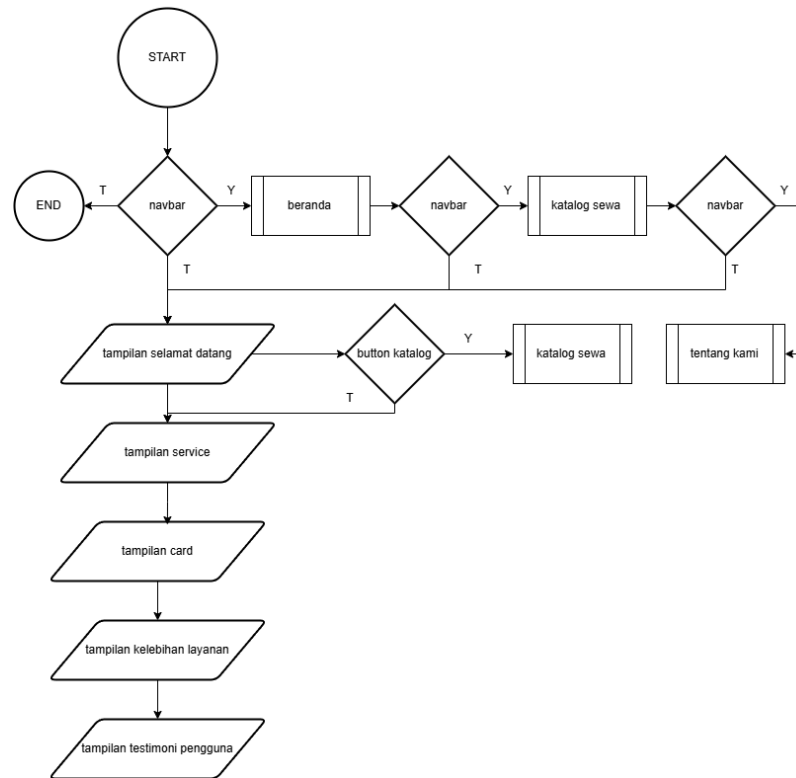 START
END
T
navbar
Y
beranda
navbar
Y
katalog sewa
navbar
Y
T
T
T
tampilan selamat datang
button katalog
Y
katalog sewa
tentang kami
T
tampilan service
tampilan card
tampilan kelebihan layanan
tampilan testimoni pengguna